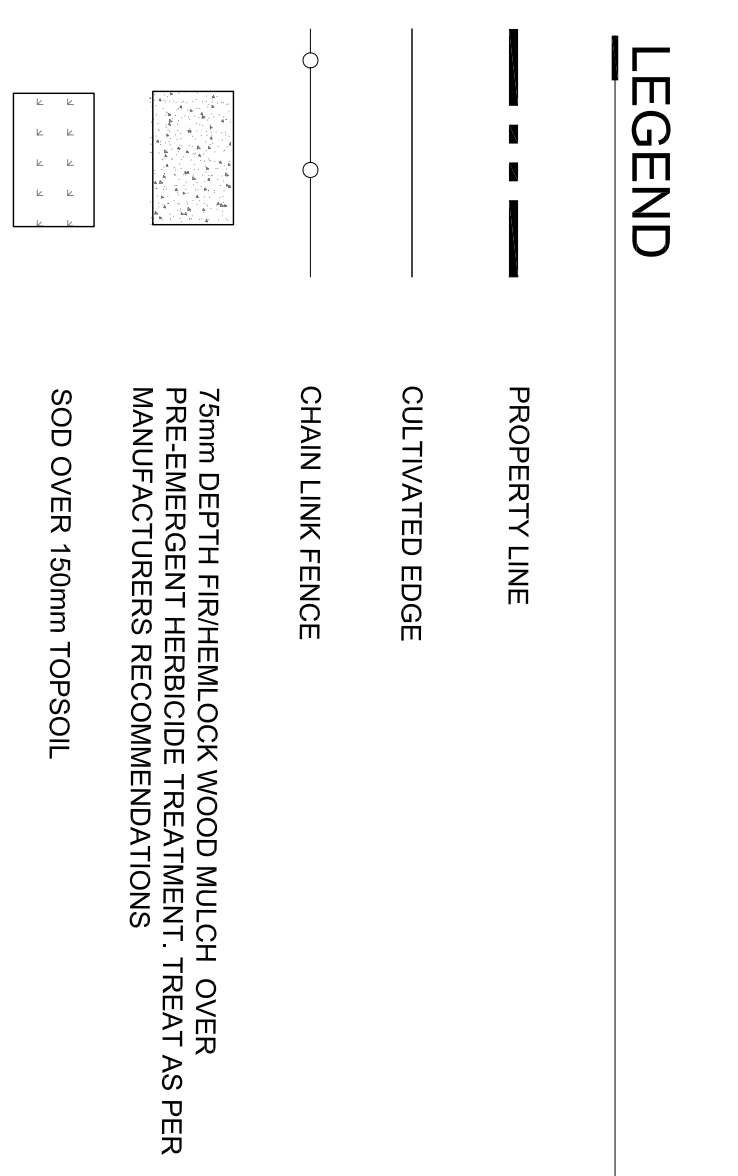 LEGEND
PROPERTY LINE
CULTIVATED EDGE
CHAIN LINK FENCE
75mm DEPTH FIR/HEMLOCK WOOD MULCH  OVER
PRE-EMERGENT HERBICIDE TREATMENT. TREAT AS PER
MANUFACTURERS RECOMMENDATIONS
SOD OVER 150mm TOPSOIL